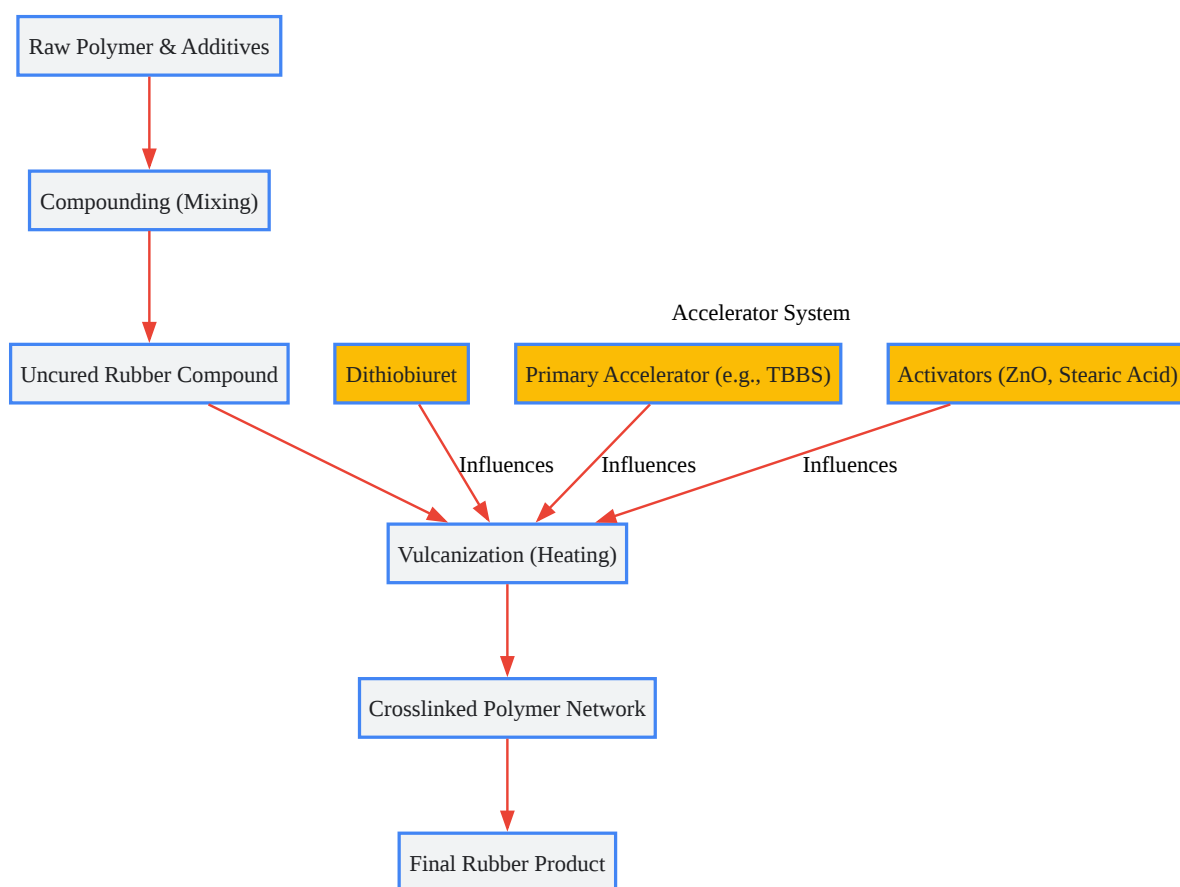 Raw Polymer & Additives
Compounding (Mixing)
Accelerator System
Uncured Rubber Compound
Dithiobiuret
Primary Accelerator (e.g., TBBS)
Activators (ZnO, Stearic Acid)
Influences
Influences
Influences
Vulcanization (Heating)
Crosslinked Polymer Network
Final Rubber Product